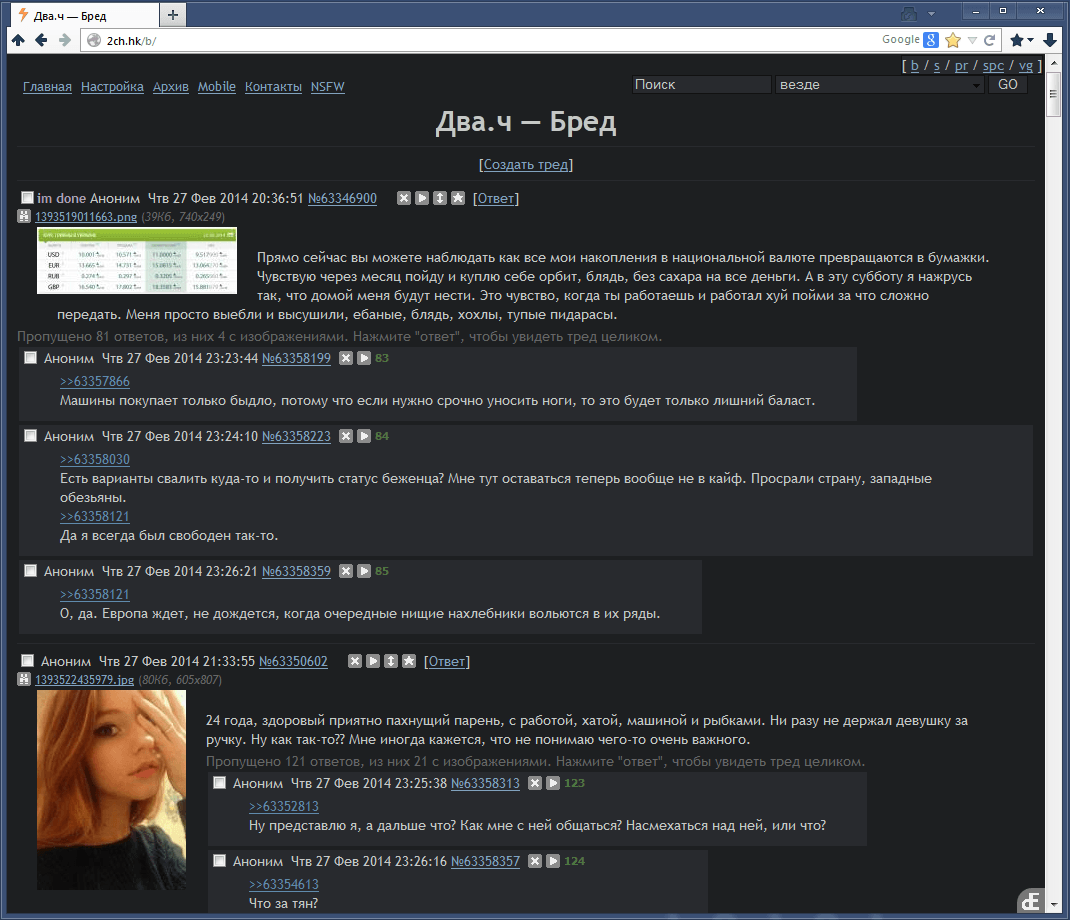 Два.ч — Бред
2ch.hk/b/
Google
[ b / s / pr / spc / vg ]
Главная Настройка Архив Mobile Контакты NSFW
Поиск везде GO
Два.ч — Бред
[Создать тред]
im done Аноним Чтв 27 Фев 2014 20:36:51 №63346900 [Ответ]
1393519011663.png (39Кб, 740x249)
USD
EUR
RUB
GBP
Прямо сейчас вы можете наблюдать как все мои накопления в национальной валюте превращаются в бумажки.
Чувствую через месяц пойду и куплю себе орбит, блядь, без сахара на все деньги. А в эту субботу я нажрусь
так, что домой меня будут нести. Это чувство, когда ты работаешь и работал хуй пойми за что сложно
передать. Меня просто выебли и высушили, ебаные, блядь, хохлы, тупые пидарасы.
Пропущено 81 ответов, из них 4 с изображениями. Нажмите "ответ", чтобы увидеть тред целиком.
Аноним Чтв 27 Фев 2014 23:23:44 №63358199 83
>>63357866
Машины покупает только быдло, потому что если нужно срочно уносить ноги, то это будет только лишний баласт.
Аноним Чтв 27 Фев 2014 23:24:10 №63358223 84
>>63358030
Есть варианты свалить куда-то и получить статус беженца? Мне тут оставаться теперь вообще не в кайф. Просрали страну, западные
обезьяны.
>>63358121
Да я всегда был свободен так-то.
Аноним Чтв 27 Фев 2014 23:26:21 №63358359 85
>>63358121
О, да. Европа ждет, не дождется, когда очередные нищие нахлебники вольются в их ряды.
Аноним Чтв 27 Фев 2014 21:33:55 №63350602 [Ответ]
1393522435979.jpg (80Кб, 605x807)
24 года, здоровый приятно пахнущий парень, с работой, хатой, машиной и рыбками. Ни разу не держал девушку за
ручку. Ну как так-то?? Мне иногда кажется, что не понимаю чего-то очень важного.
Пропущено 121 ответов, из них 21 с изображениями. Нажмите "ответ", чтобы увидеть тред целиком.
Аноним Чтв 27 Фев 2014 23:25:38 №63358313 123
>>63352813
Ну представлю я, а дальше что? Как мне с ней общаться? Насмехаться над ней, или что?
Аноним Чтв 27 Фев 2014 23:26:16 №63358357 124
>>63354613
Что за тян?